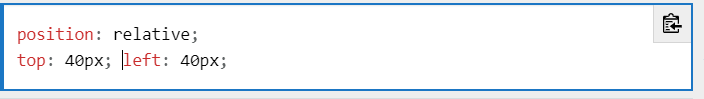 position: relative;
top: 40px; left: 40px;